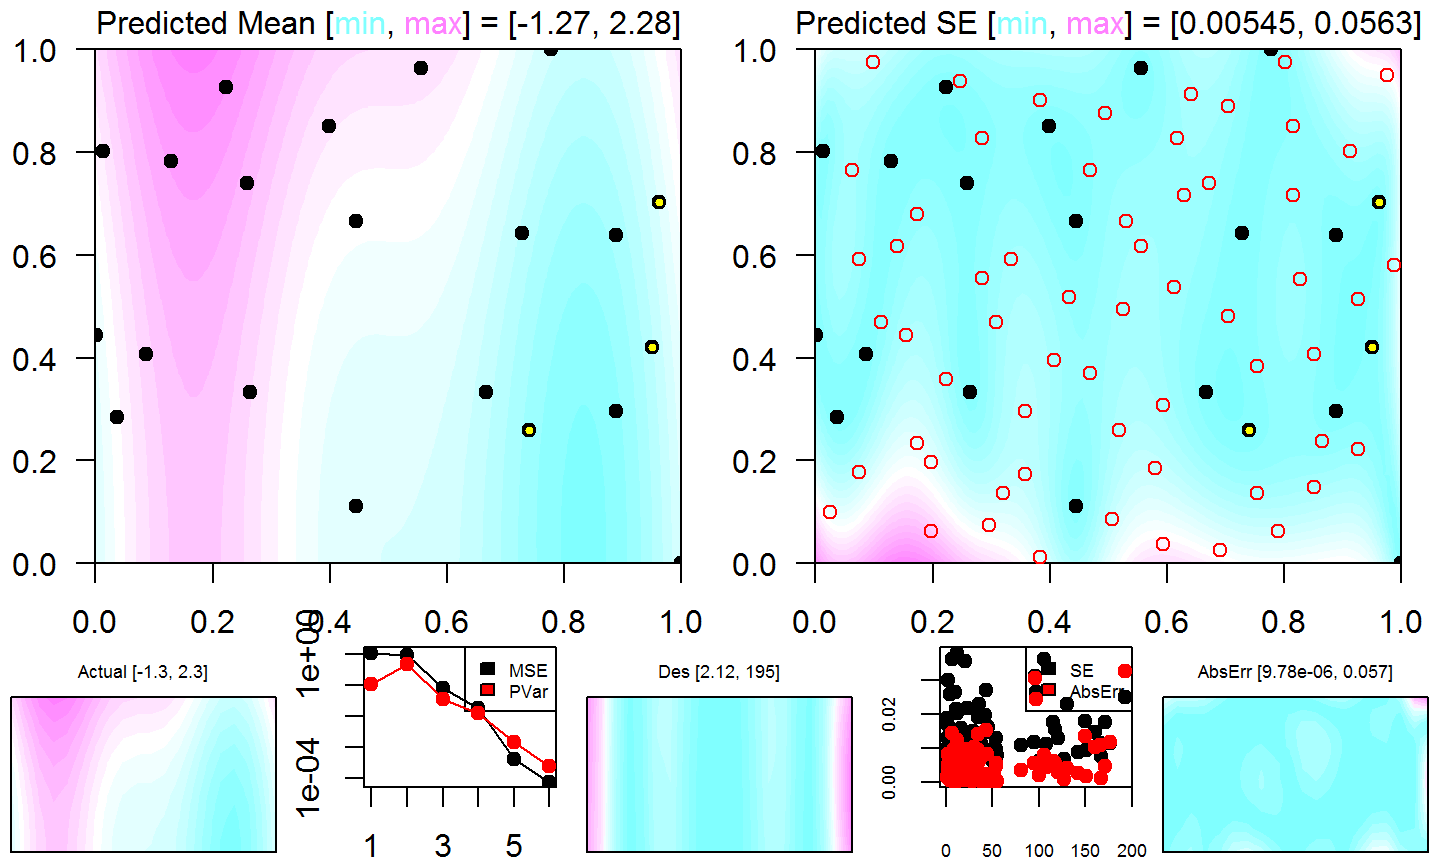 Predicted Mean [min, max] = [-1.27, 2.28]
Predicted SE [min, max] = [0.00545, 0.0563]
1.0
0.8
0.6
0.4
0.2
0.0
0.0 0.2 0.4 0.6 0.8 1.0
1.0
0.8
0.6
0.4
0.2
0.0
0.0 0.2 0.4 0.6 0.8 1.0
Actual [-1.3, 2.3]
1e+00
1e-04
MSE
PVar
1 3 5
Des [2.12, 195]
0.02
0.00
SE
AbsErr
0 50 100 150 200
AbsErr [9.78e-06, 0.057]